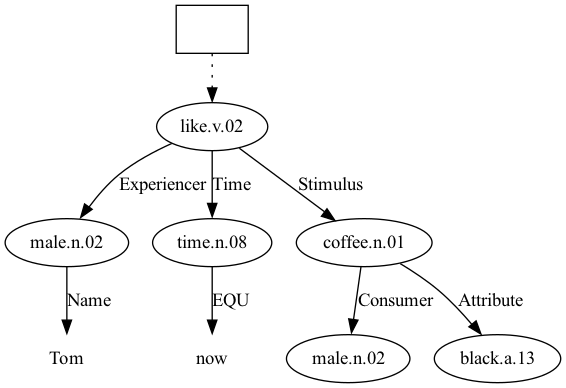 like.v.02
Experiencer Time Stimulus
male.n.02 time.n.08 coffee.n.01
Name EQU Consumer Attribute
Tom now male.n.02 black.a.13